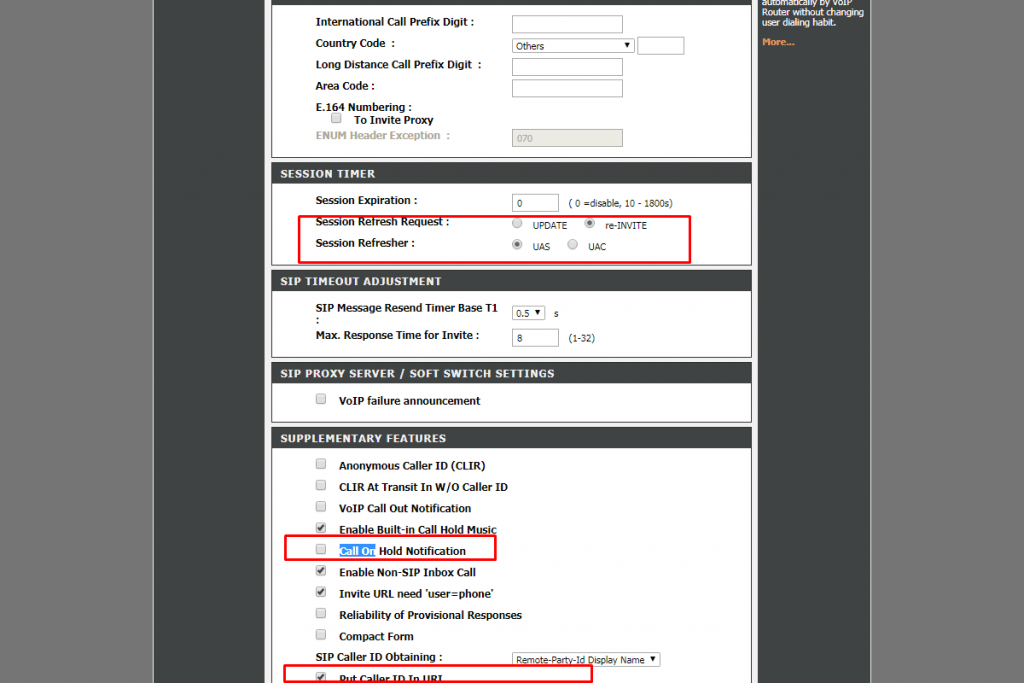 automatically by VoIP
Router without changing
user dialing habit.
More...
International Call Prefix Digit :
Country Code : Others
Long Distance Call Prefix Digit :
Area Code :
E.164 Numbering :
To Invite Proxy
ENUM Header Exception : 070
SESSION TIMER
Session Expiration : 0 ( 0 =disable, 10 - 1800s)
Session Refresh Request : UPDATE re-INVITE
Session Refresher : UAS UAC
SIP TIMEOUT ADJUSTMENT
SIP Message Resend Timer Base T1 0.5 s
:
Max. Response Time for Invite : 8 (1-32)
SIP PROXY SERVER / SOFT SWITCH SETTINGS
VoIP failure announcement
SUPPLEMENTARY FEATURES
Anonymous Caller ID (CLIR)
CLIR At Transit In W/O Caller ID
VoIP Call Out Notification
Enable Built-in Call Hold Music
Call On Hold Notification
Enable Non-SIP Inbox Call
Invite URL need 'user=phone'
Reliability of Provisional Responses
Compact Form
SIP Caller ID Obtaining : Remote-Party-Id Display Name
Put Caller ID In URI